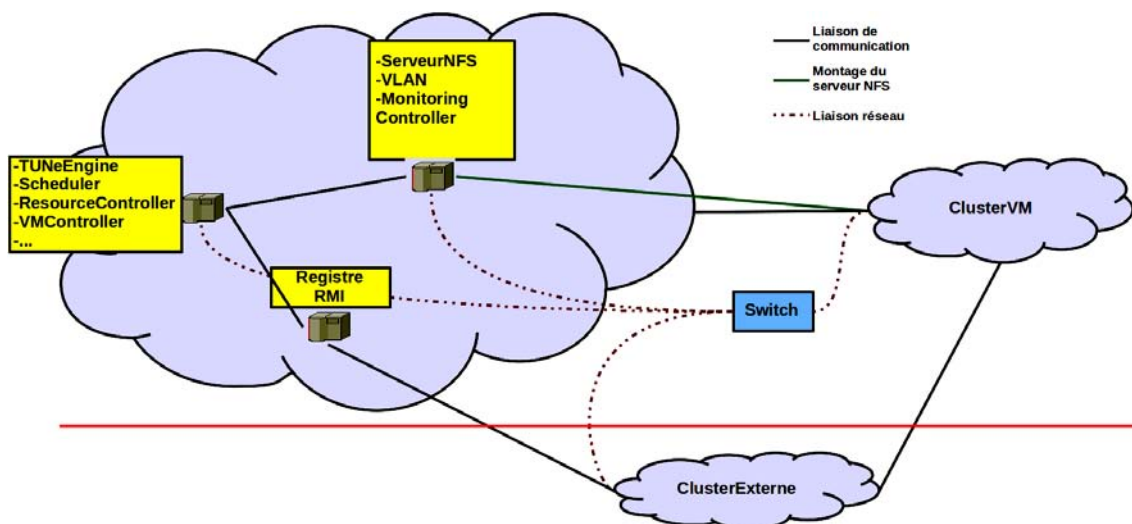 -ServeurNFS
-VLAN
-Monitoring
Controller
Liaison de
communication
Montage du
serveur NFS
Liaison réseau
-TUNeEngine
-Scheduler
-ResourceController
-VMController
-...
ClusterVM
Registre
RMI
Switch
ClusterExterne